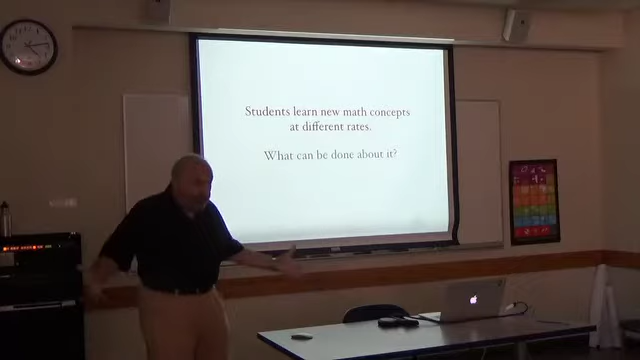 Students learn new math concepts
at different rates.
What can be done about it?